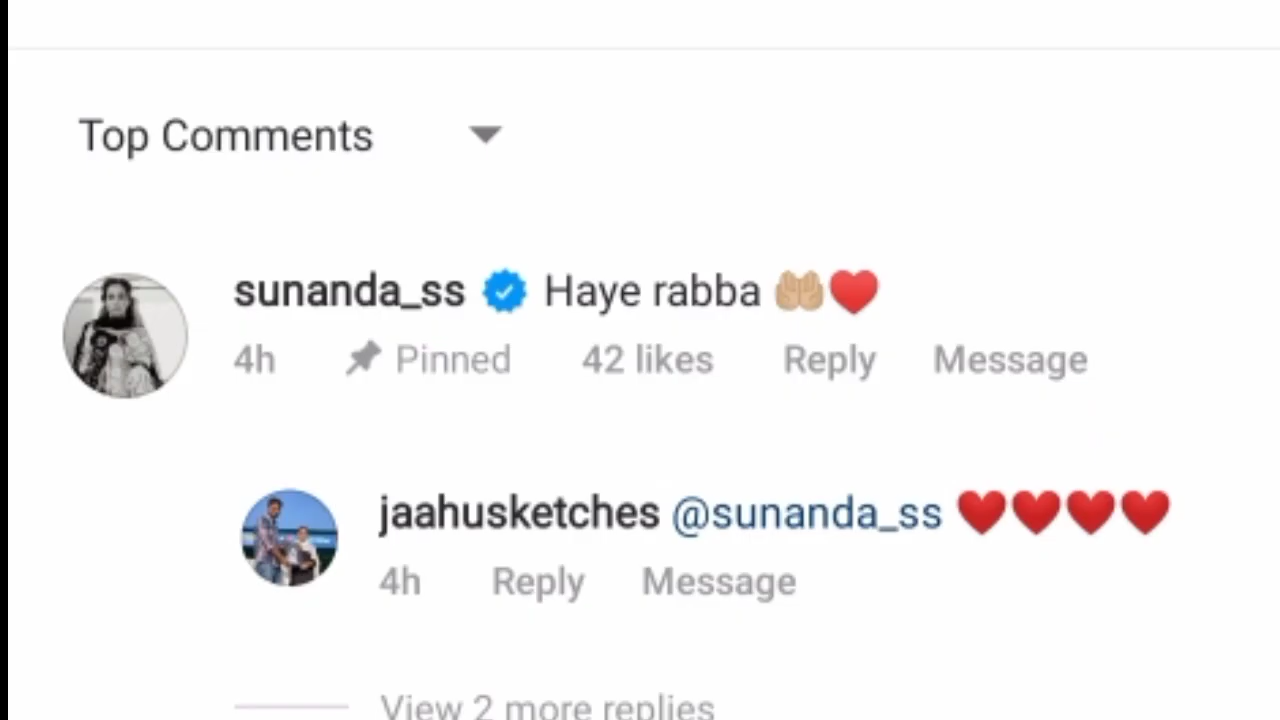 Top Comments
sunanda_ss Haye rabba 🤲🏼❤️
4h Pinned 42 likes Reply Message
jaahusketches @sunanda_ss ❤️❤️❤️❤️
4h Reply Message
View 2 more replies